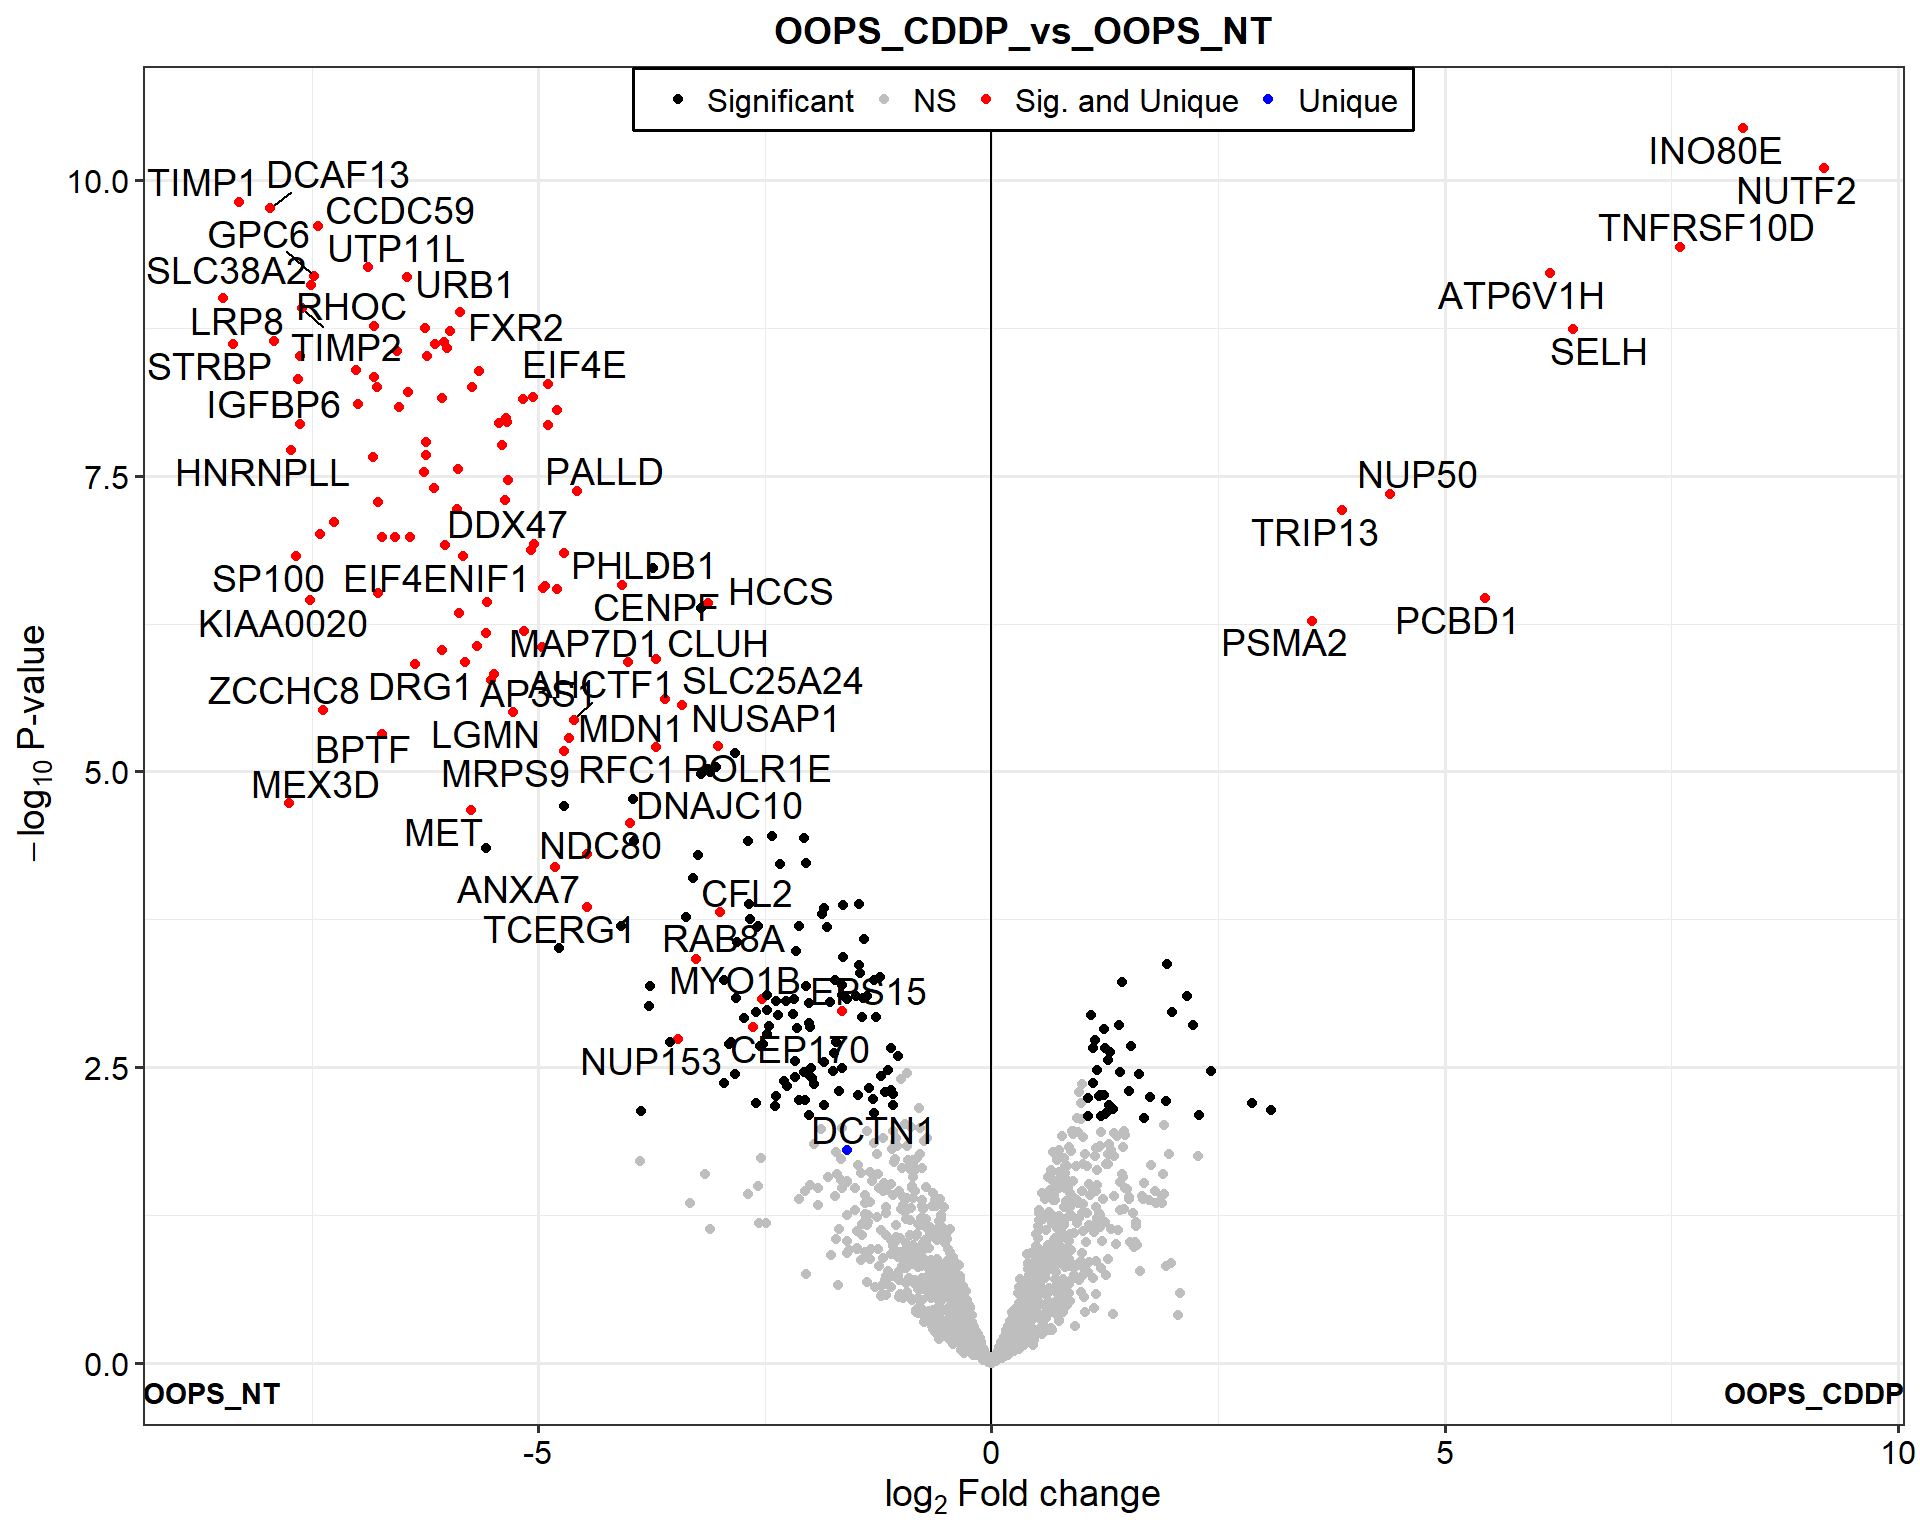 OOPS_CDDP_vs_OOPS_NT
Significant NS Sig. and Unique Unique
INO80E
NUTF2
TNFRSF10D
ATP6V1H
SELH
NUP50
TRIP13
PCBD1
PSMA2
TIMP1
DCAF13
CCDC59
GPC6
UTP11L
SLC38A2
URB1
RHOC
LRP8
FXR2
TIMP2
STRBP
EIF4E
IGFBP6
HNRNPLL
PALLD
DDX47
SP100
EIF4ENIF1
PHLDB1
HCCS
CENPF
KIAA0020
MAP7D1
CLUH
ZCCHC8
DRG1
AP3S1
AHCTF1
SLC25A24
NUSAP1
BPTF
LGMN
MDN1
MEX3D
MRPS9
RFC1
POLR1E
DNAJC10
MET
NDC80
ANXA7
CFL2
TCERG1
RAB8A
MYO1B
EPS15
NUP153
CEP170
DCTN1
OOPS_NT
OOPS_CDDP
10.0
7.5
5.0
2.5
0.0
−log10 P-value
-5 0 5 10
log2 Fold change